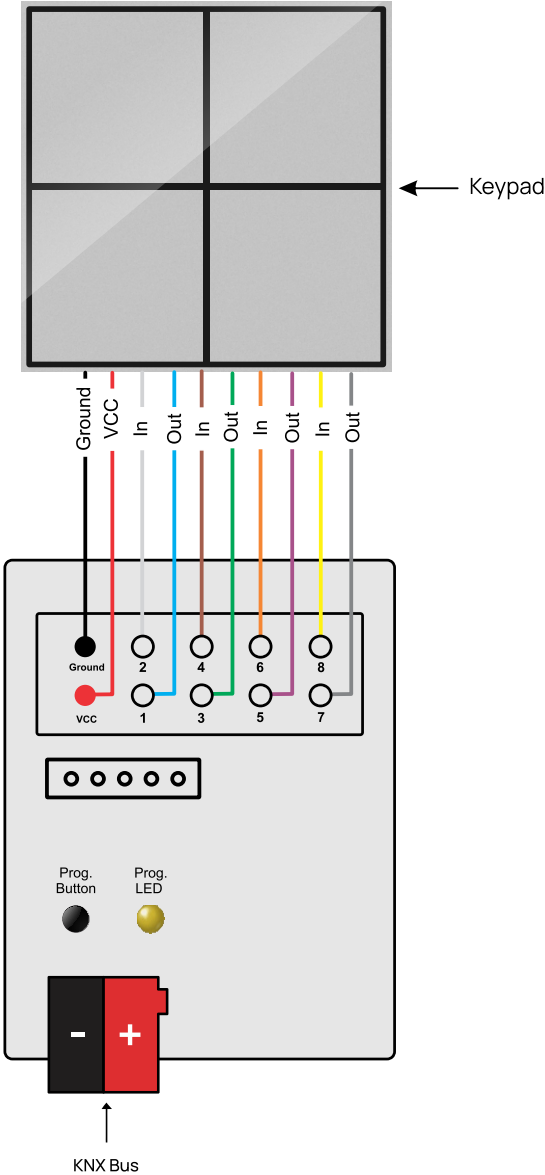 Keypad
Ground
VCC
In
Out
In
Out
In
Out
In
Out
Ground
2
4
6
8
VCC
1
3
5
7
Prog.
Button
Prog.
LED
- +
KNX Bus